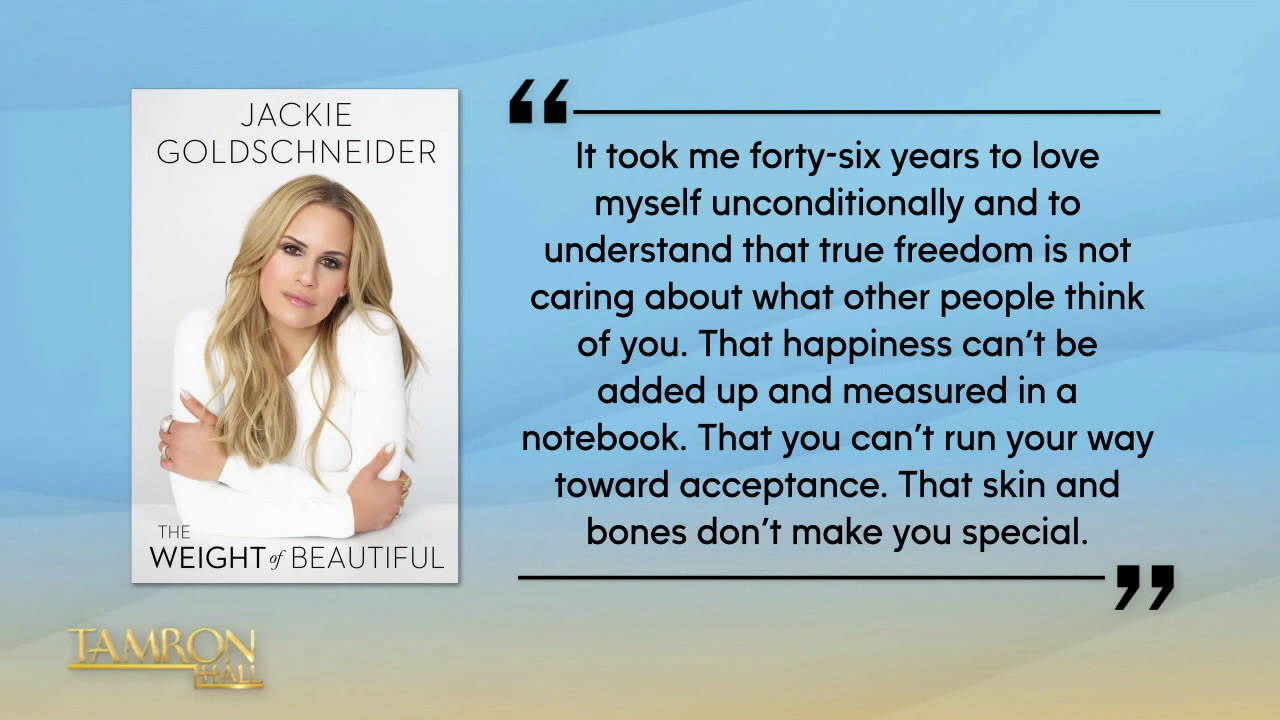 JACKIE
GOLDSCHNEIDER
THE
WEIGHT of BEAUTIFUL
“
It took me forty-six years to love
myself unconditionally and to
understand that true freedom is not
caring about what other people think
of you. That happiness can’t be
added up and measured in a
notebook. That you can’t run your way
toward acceptance. That skin and
bones don’t make you special.
”
TAMRON
HALL